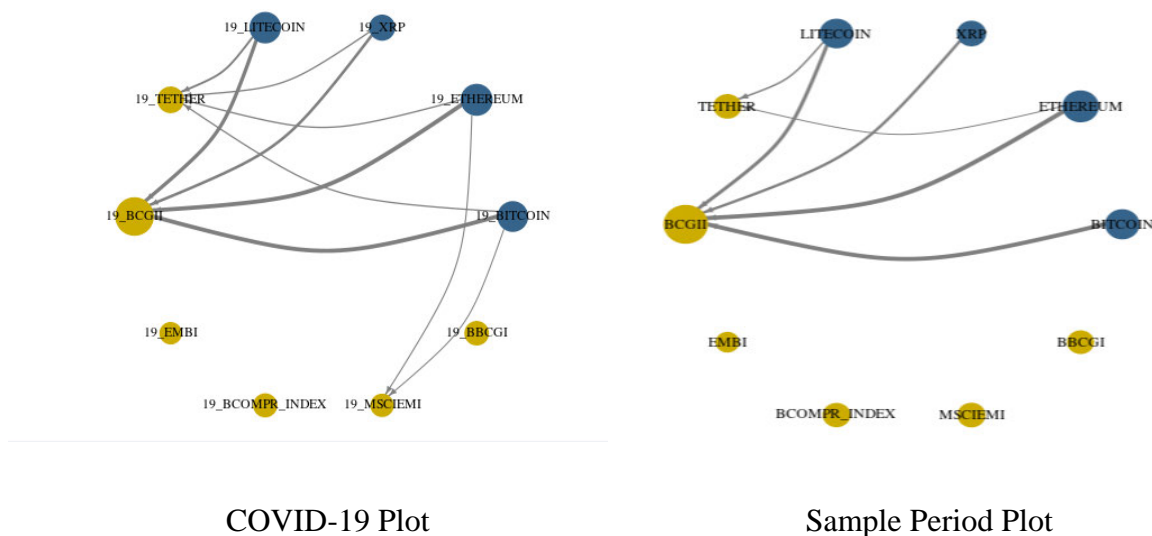 19_LITECOIN
19_XRP
19_TETHER
19_ETHEREUM
19_BCGII
19_BITCOIN
19_EMBI
19_BBCGI
19_BCOMPR_INDEX
19_MSCIEMI
COVID-19 Plot
LITECOIN
XRP
TETHER
ETHEREUM
BCGII
BITCOIN
EMBI
BBCGI
BCOMPR_INDEX
MSCIEMI
Sample Period Plot